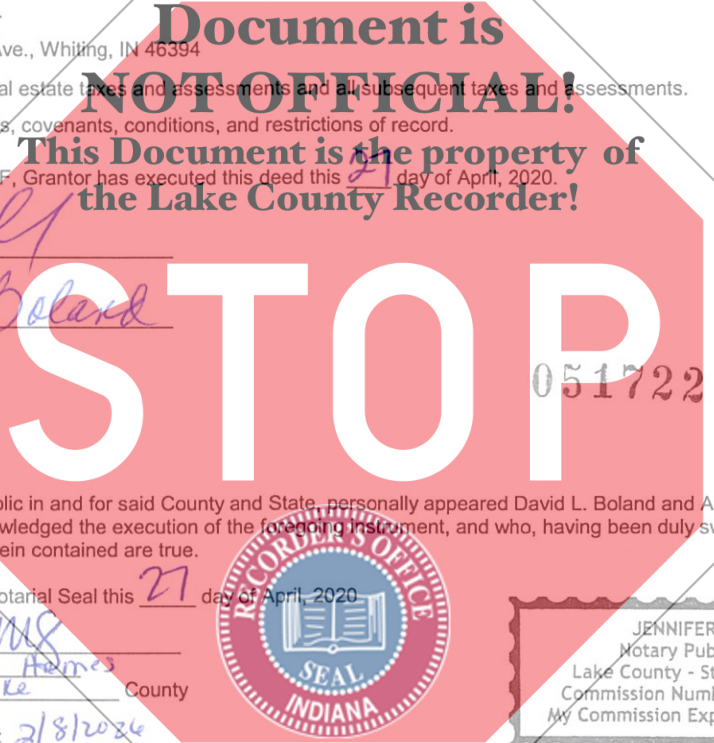 Document is
Ave., Whiting, IN 46394
al estate taxes and assessments and all subsequent taxes and assessments.
NOT OFFICIAL!
s, covenants, conditions, and restrictions of record.
This Document is the property of
F, Grantor has executed this deed this 27 day of April, 2020.
the Lake County Recorder!
Boland
STOP
051722
blic in and for said County and State, personally appeared David L. Boland and A
wledged the execution of the foregoing instrument, and who, having been duly sw
ein contained are true.
RECORDER'S OFFICE
otarial Seal this 27 day of April, 2020
SEAL
INDIANA
Hames
ke County
2/8/2026
JENNIFER
Notary Pub
Lake County - St
Commission Numb
My Commission Exp